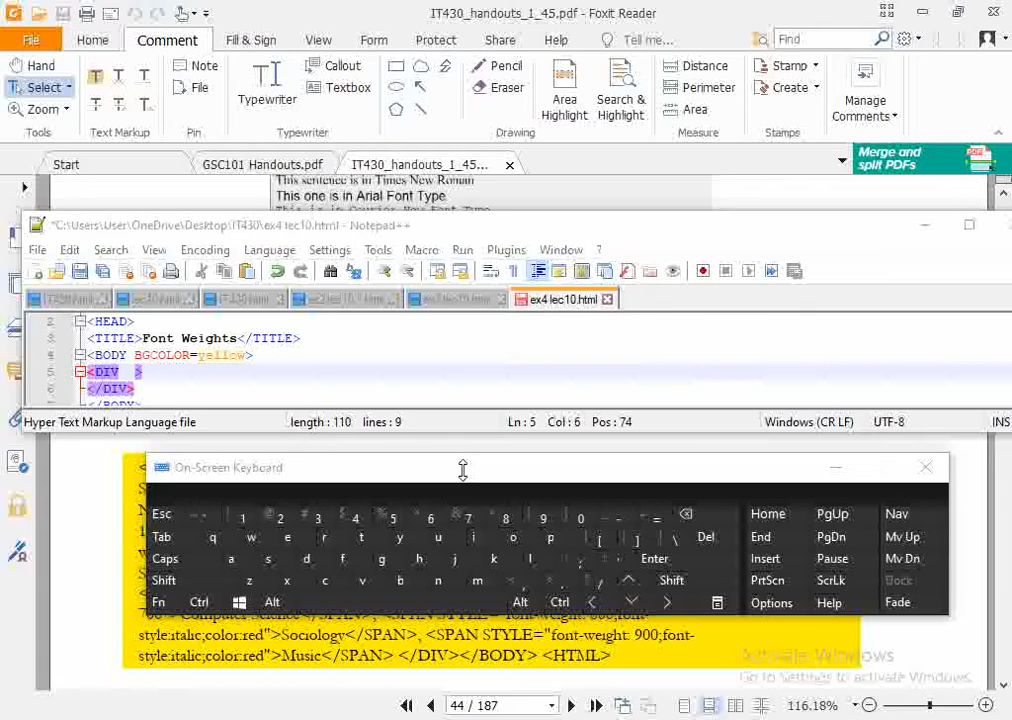 IT430_handouts_1_45.pdf - Foxit Reader
File Home Comment Fill & Sign View Form Protect Share Help Tell me... Find
Hand Select Zoom Tools
Text Markup
Note File Pin
Typewriter Callout Textbox Typewriter
Pencil Eraser Drawing
Area Highlight Search & Highlight
Distance Perimeter Area Measure
Stamp Create Stamps
Manage Comments
Start GSC101 Handouts.pdf IT430_handouts_1_45... Merge and split PDFs
This sentence is in Times New Roman
This one is in Arial Font Type
*C:\Users\User\OneDrive\Desktop\IT430\ex4 lec10.html - Notepad++
File Edit Search View Encoding Language Settings Tools Macro Run Plugins Window ?
ex4 lec10.html
2 <HEAD>
3 <TITLE>Font Weights</TITLE>
4 <BODY BGCOLOR=yellow>
5 <DIV >
6 </DIV>
Hyper Text Markup Language file length : 110 lines : 9 Ln : 5 Col : 6 Pos : 74 Windows (CR LF) UTF-8 INS
On-Screen Keyboard
Esc 1 2 3 4 5 6 7 8 9 0 - = Home PgUp Nav
Tab q w e r t y u i o p [ ] \ Del End PgDn Mv Up
Caps a s d f g h j k l ; ' Enter Insert Pause Mv Dn
Shift z x c v b n m , . / Shift PrtScn ScrLk Dock
Fn Ctrl Alt Alt Ctrl Options Help Fade
style:italic;color:red">Sociology</SPAN>, <SPAN STYLE="font-weight: 900;font-
style:italic;color:red">Music</SPAN> </DIV></BODY> <HTML>
Activate Windows
Go to Settings to activate Windows.
44 / 187 116.18%